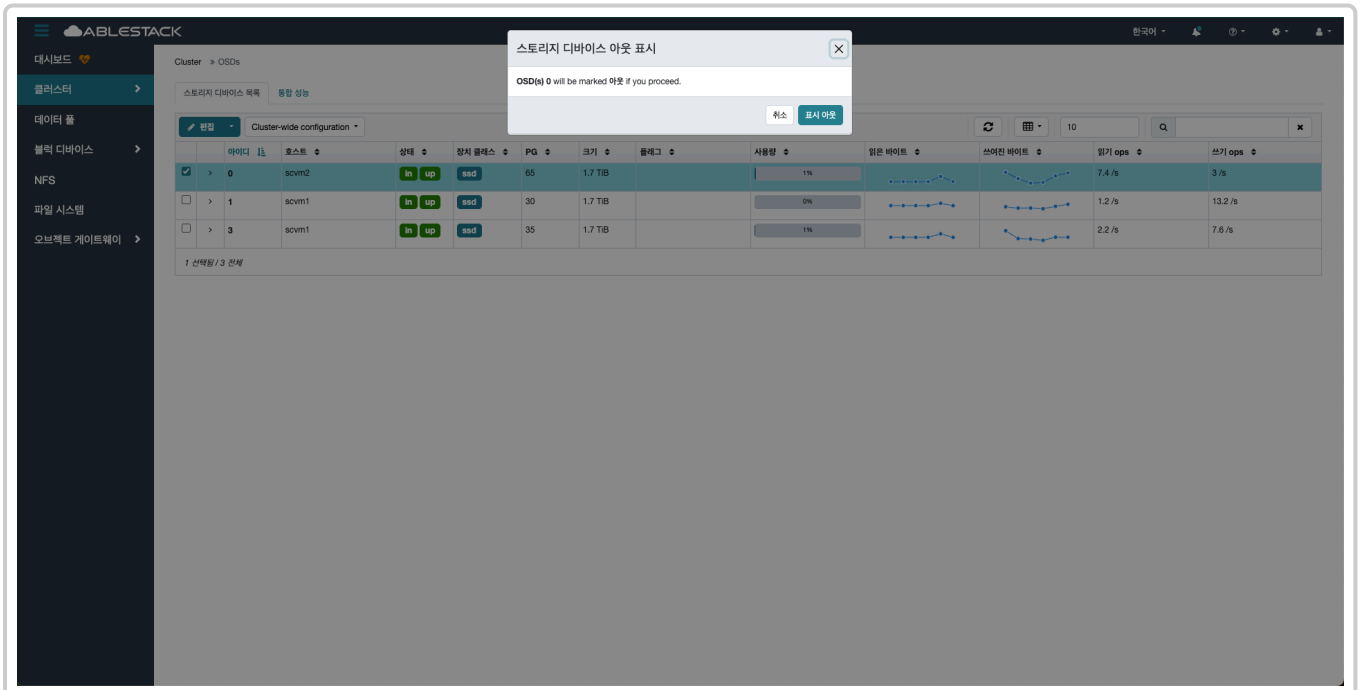 ABLESTACK
한국어
스토리지 디바이스 아웃 표시
대시보드
Cluster » OSDs
OSD(s) 0 will be marked 아웃 if you proceed.
클러스터
스토리지 디바이스 목록 통합 성능
취소 표시 아웃
데이터 풀
편집 Cluster-wide configuration 10
블럭 디바이스
아이디 호스트 상태 장치 클래스 PG 크기 플래그 사용량 읽은 바이트 쓰여진 바이트 읽기 ops 쓰기 ops
NFS
0 scvm2 in up ssd 65 1.7 TiB 1% 7.4 /s 3 /s
파일 시스템
1 scvm1 in up ssd 30 1.7 TiB 0% 1.2 /s 13.2 /s
오브젝트 게이트웨이
3 scvm1 in up ssd 35 1.7 TiB 1% 2.2 /s 7.6 /s
1 선택됨 / 3 전체